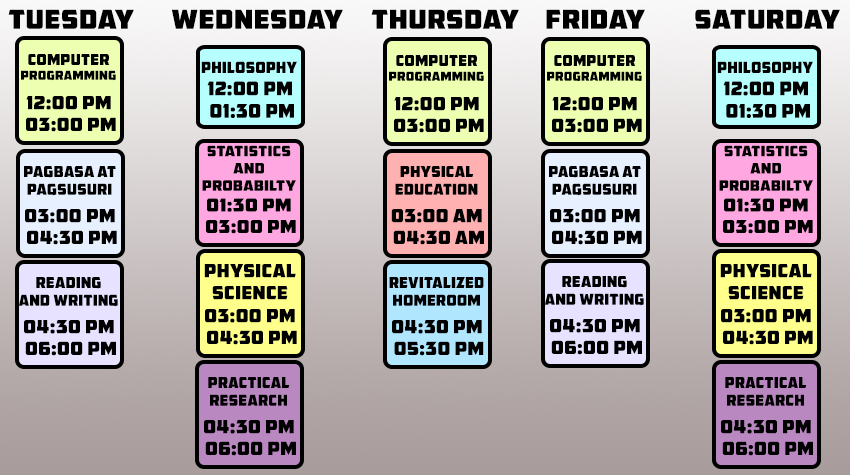 TUESDAY
COMPUTER
PROGRAMMING
12:00 PM
03:00 PM
PAGBASA AT
PAGSUSURI
03:00 PM
04:30 PM
READING
AND WRITING
04:30 PM
06:00 PM
WEDNESDAY
PHILOSOPHY
12:00 PM
01:30 PM
STATISTICS
AND
PROBABILTY
01:30 PM
03:00 PM
PHYSICAL
SCIENCE
03:00 PM
04:30 PM
PRACTICAL
RESEARCH
04:30 PM
06:00 PM
THURSDAY
COMPUTER
PROGRAMMING
12:00 PM
03:00 PM
PHYSICAL
EDUCATION
03:00 AM
04:30 AM
REVITALIZED
HOMEROOM
04:30 PM
05:30 PM
FRIDAY
COMPUTER
PROGRAMMING
12:00 PM
03:00 PM
PAGBASA AT
PAGSUSURI
03:00 PM
04:30 PM
READING
AND WRITING
04:30 PM
06:00 PM
SATURDAY
PHILOSOPHY
12:00 PM
01:30 PM
STATISTICS
AND
PROBABILTY
01:30 PM
03:00 PM
PHYSICAL
SCIENCE
03:00 PM
04:30 PM
PRACTICAL
RESEARCH
04:30 PM
06:00 PM